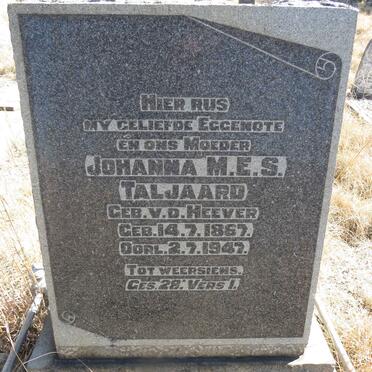 HIER RUS
MY GELIEFDE EGGENOTE
EN ONS MOEDER
JOHANNA M.E.S.
TALJAARD
GEB. V.D. HEEVER
GEB. 14.7.1867.
OORL. 2.7.1947.
TOT WEERSIENS.
GES. 28. VERS 1.